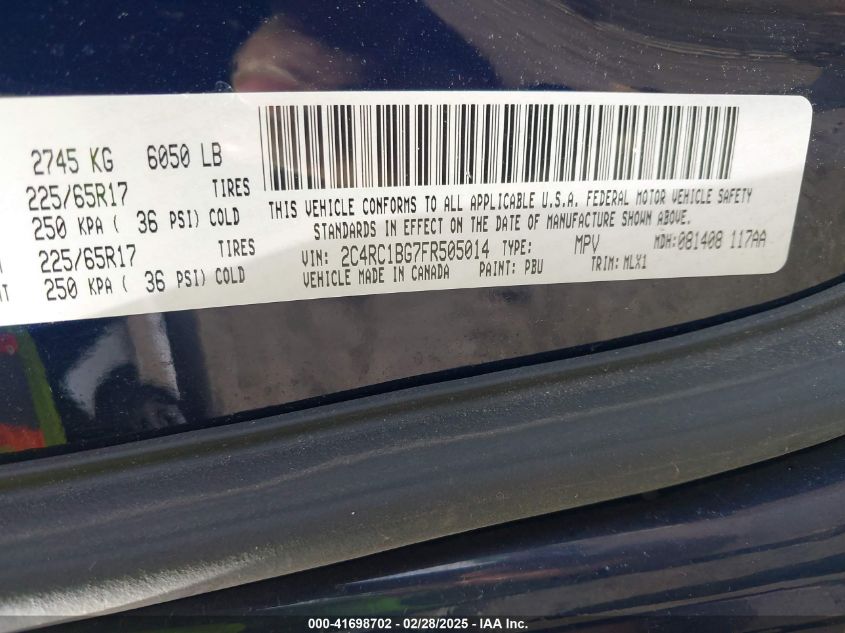 2745 KG 6050 LB
225/65R17 TIRES
250 KPA ( 36 PSI) COLD
225/65R17 TIRES
NT 250 KPA ( 36 PSI) COLD
THIS VEHICLE CONFORMS TO ALL APPLICABLE U.S.A. FEDERAL MOTOR VEHICLE SAFETY
STANDARDS IN EFFECT ON THE DATE OF MANUFACTURE SHOWN ABOVE.
VIN: 2C4RC1BG7FR505014 TYPE: MPV MDH:081408 117AA
VEHICLE MADE IN CANADA PAINT: PBU TRIM: MLX1
000-41698702 - 02/28/2025 - IAA Inc.